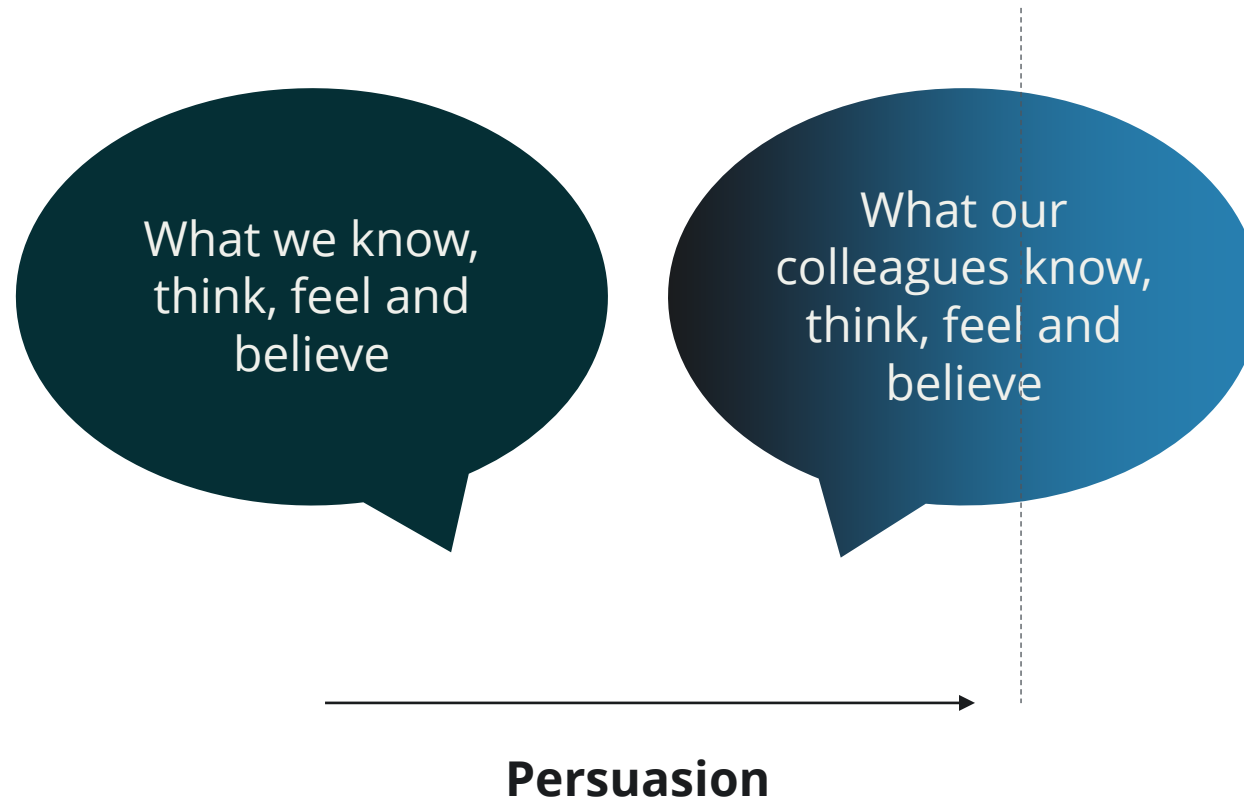 What we know,
think, feel and
believe
What our
colleagues know,
think, feel and
believe
Persuasion